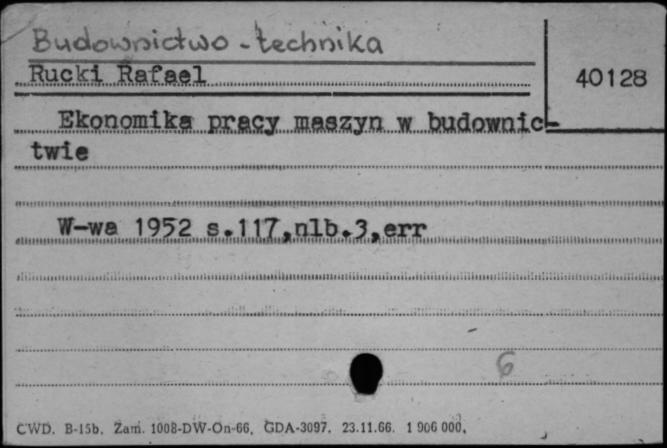 Budownictwo - technika
Rucki Rafael
40128
Ekonomika pracy maszyn w budownic-
twie
W-wa 1952 s.117,nlb.3,err
6
CWD. B-15b. Zam. 1008-DW-On-66. GDA-3097. 23.11.66. 1 906 000.